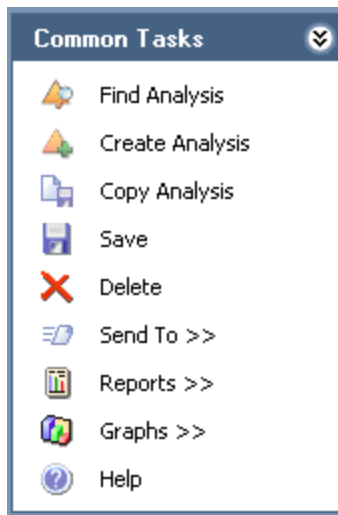 Common Tasks
Find Analysis
Create Analysis
Copy Analysis
Save
Delete
Send To >>
Reports >>
Graphs >>
Help